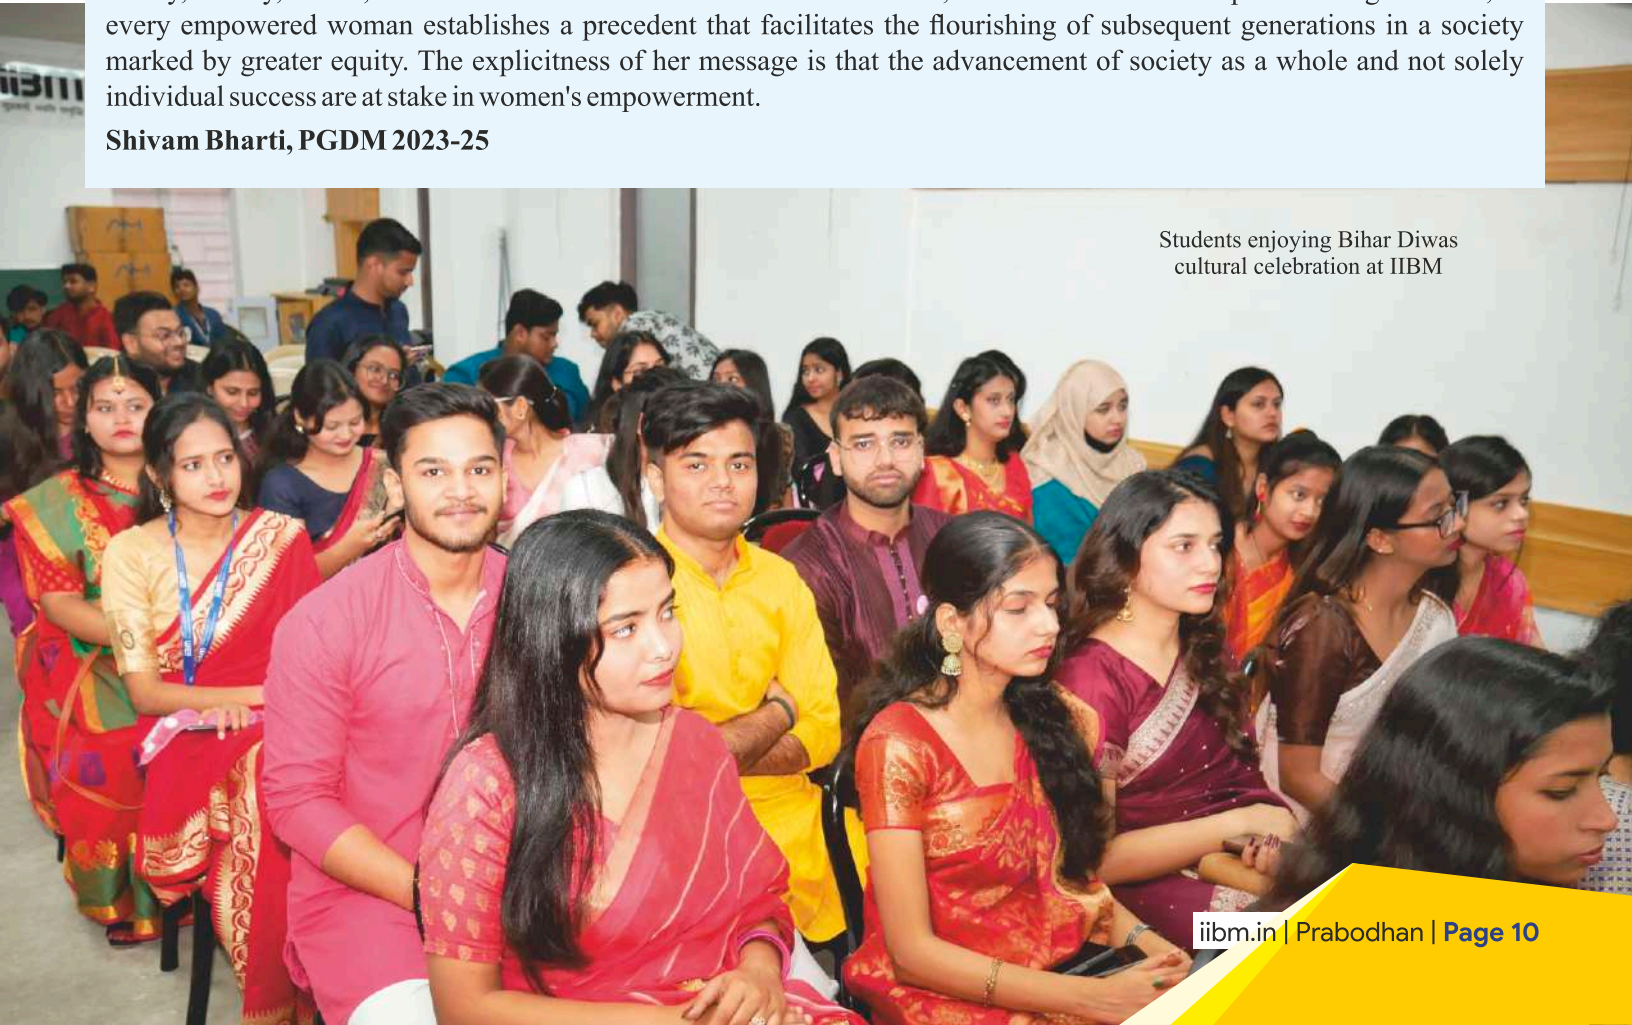 every empowered woman establishes a precedent that facilitates the flourishing of subsequent generations in a society
marked by greater equity. The explicitness of her message is that the advancement of society as a whole and not solely
individual success are at stake in women's empowerment.
Shivam Bharti, PGDM 2023-25
Students enjoying Bihar Diwas
cultural celebration at IIBM
iibm.in | Prabodhan | Page 10